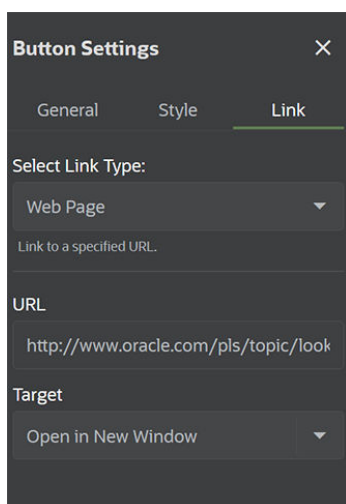 Button Settings
General Style Link
Select Link Type:
Web Page
Link to a specified URL.
URL
http://www.oracle.com/pls/topic/look
Target
Open in New Window